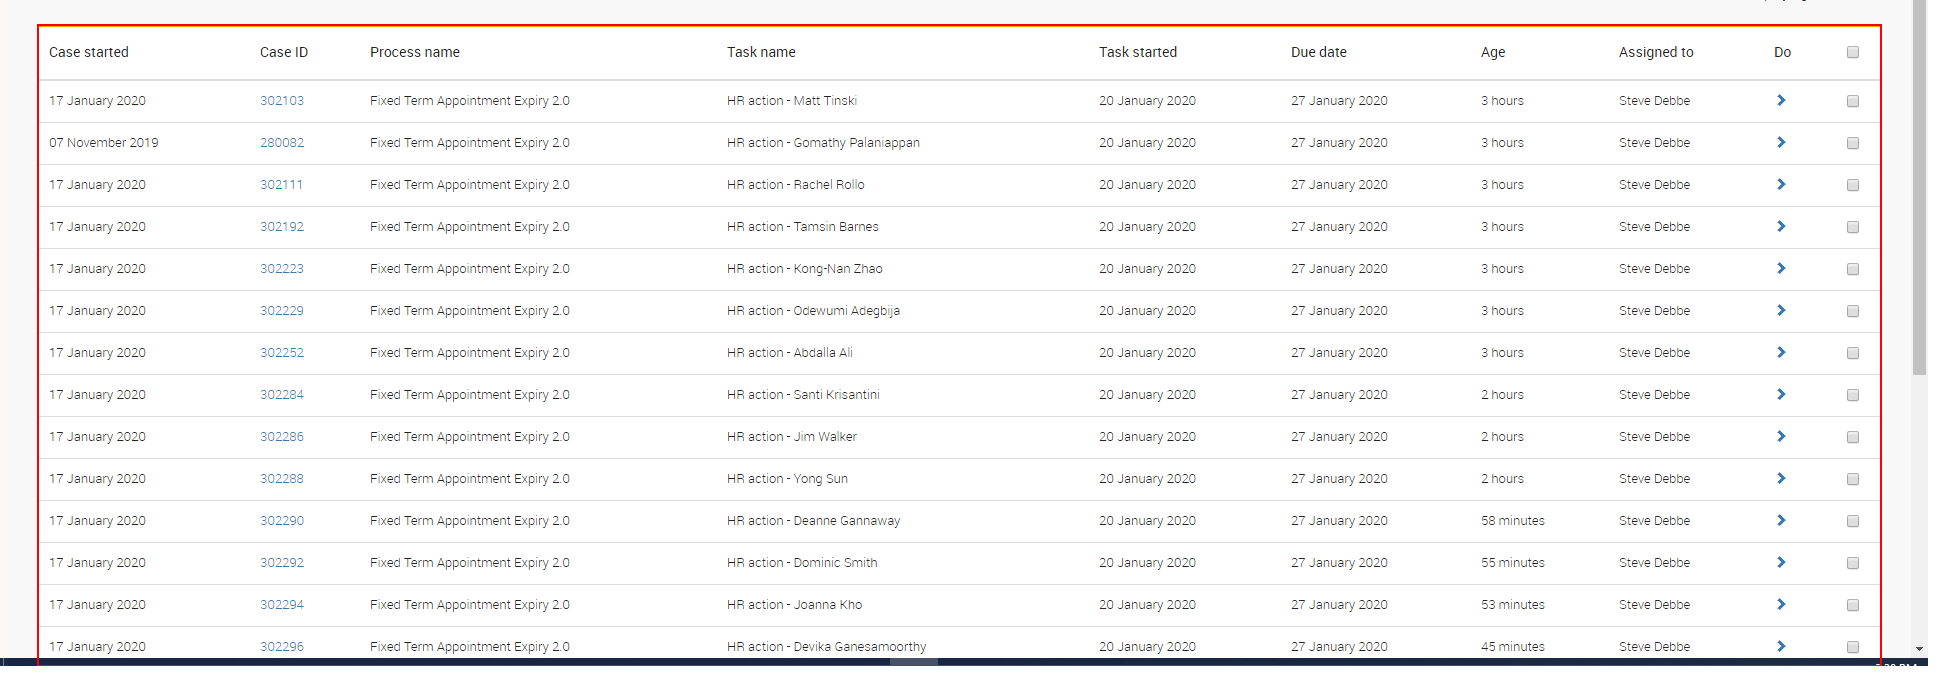 Case started Case ID Process name Task name Task started Due date Age Assigned to Do
17 January 2020 302103 Fixed Term Appointment Expiry 2.0 HR action - Matt Tinski 20 January 2020 27 January 2020 3 hours Steve Debbe
07 November 2019 280082 Fixed Term Appointment Expiry 2.0 HR action - Gomathy Palaniappan 20 January 2020 27 January 2020 3 hours Steve Debbe
17 January 2020 302111 Fixed Term Appointment Expiry 2.0 HR action - Rachel Rollo 20 January 2020 27 January 2020 3 hours Steve Debbe
17 January 2020 302192 Fixed Term Appointment Expiry 2.0 HR action - Tamsin Barnes 20 January 2020 27 January 2020 3 hours Steve Debbe
17 January 2020 302223 Fixed Term Appointment Expiry 2.0 HR action - Kong-Nan Zhao 20 January 2020 27 January 2020 3 hours Steve Debbe
17 January 2020 302229 Fixed Term Appointment Expiry 2.0 HR action - Odewumi Adegbija 20 January 2020 27 January 2020 3 hours Steve Debbe
17 January 2020 302252 Fixed Term Appointment Expiry 2.0 HR action - Abdalla Ali 20 January 2020 27 January 2020 3 hours Steve Debbe
17 January 2020 302284 Fixed Term Appointment Expiry 2.0 HR action - Santi Krisantini 20 January 2020 27 January 2020 2 hours Steve Debbe
17 January 2020 302286 Fixed Term Appointment Expiry 2.0 HR action - Jim Walker 20 January 2020 27 January 2020 2 hours Steve Debbe
17 January 2020 302288 Fixed Term Appointment Expiry 2.0 HR action - Yong Sun 20 January 2020 27 January 2020 2 hours Steve Debbe
17 January 2020 302290 Fixed Term Appointment Expiry 2.0 HR action - Deanne Gannaway 20 January 2020 27 January 2020 58 minutes Steve Debbe
17 January 2020 302292 Fixed Term Appointment Expiry 2.0 HR action - Dominic Smith 20 January 2020 27 January 2020 55 minutes Steve Debbe
17 January 2020 302294 Fixed Term Appointment Expiry 2.0 HR action - Joanna Kho 20 January 2020 27 January 2020 53 minutes Steve Debbe
17 January 2020 302296 Fixed Term Appointment Expiry 2.0 HR action - Devika Ganesamoorthy 20 January 2020 27 January 2020 45 minutes Steve Debbe